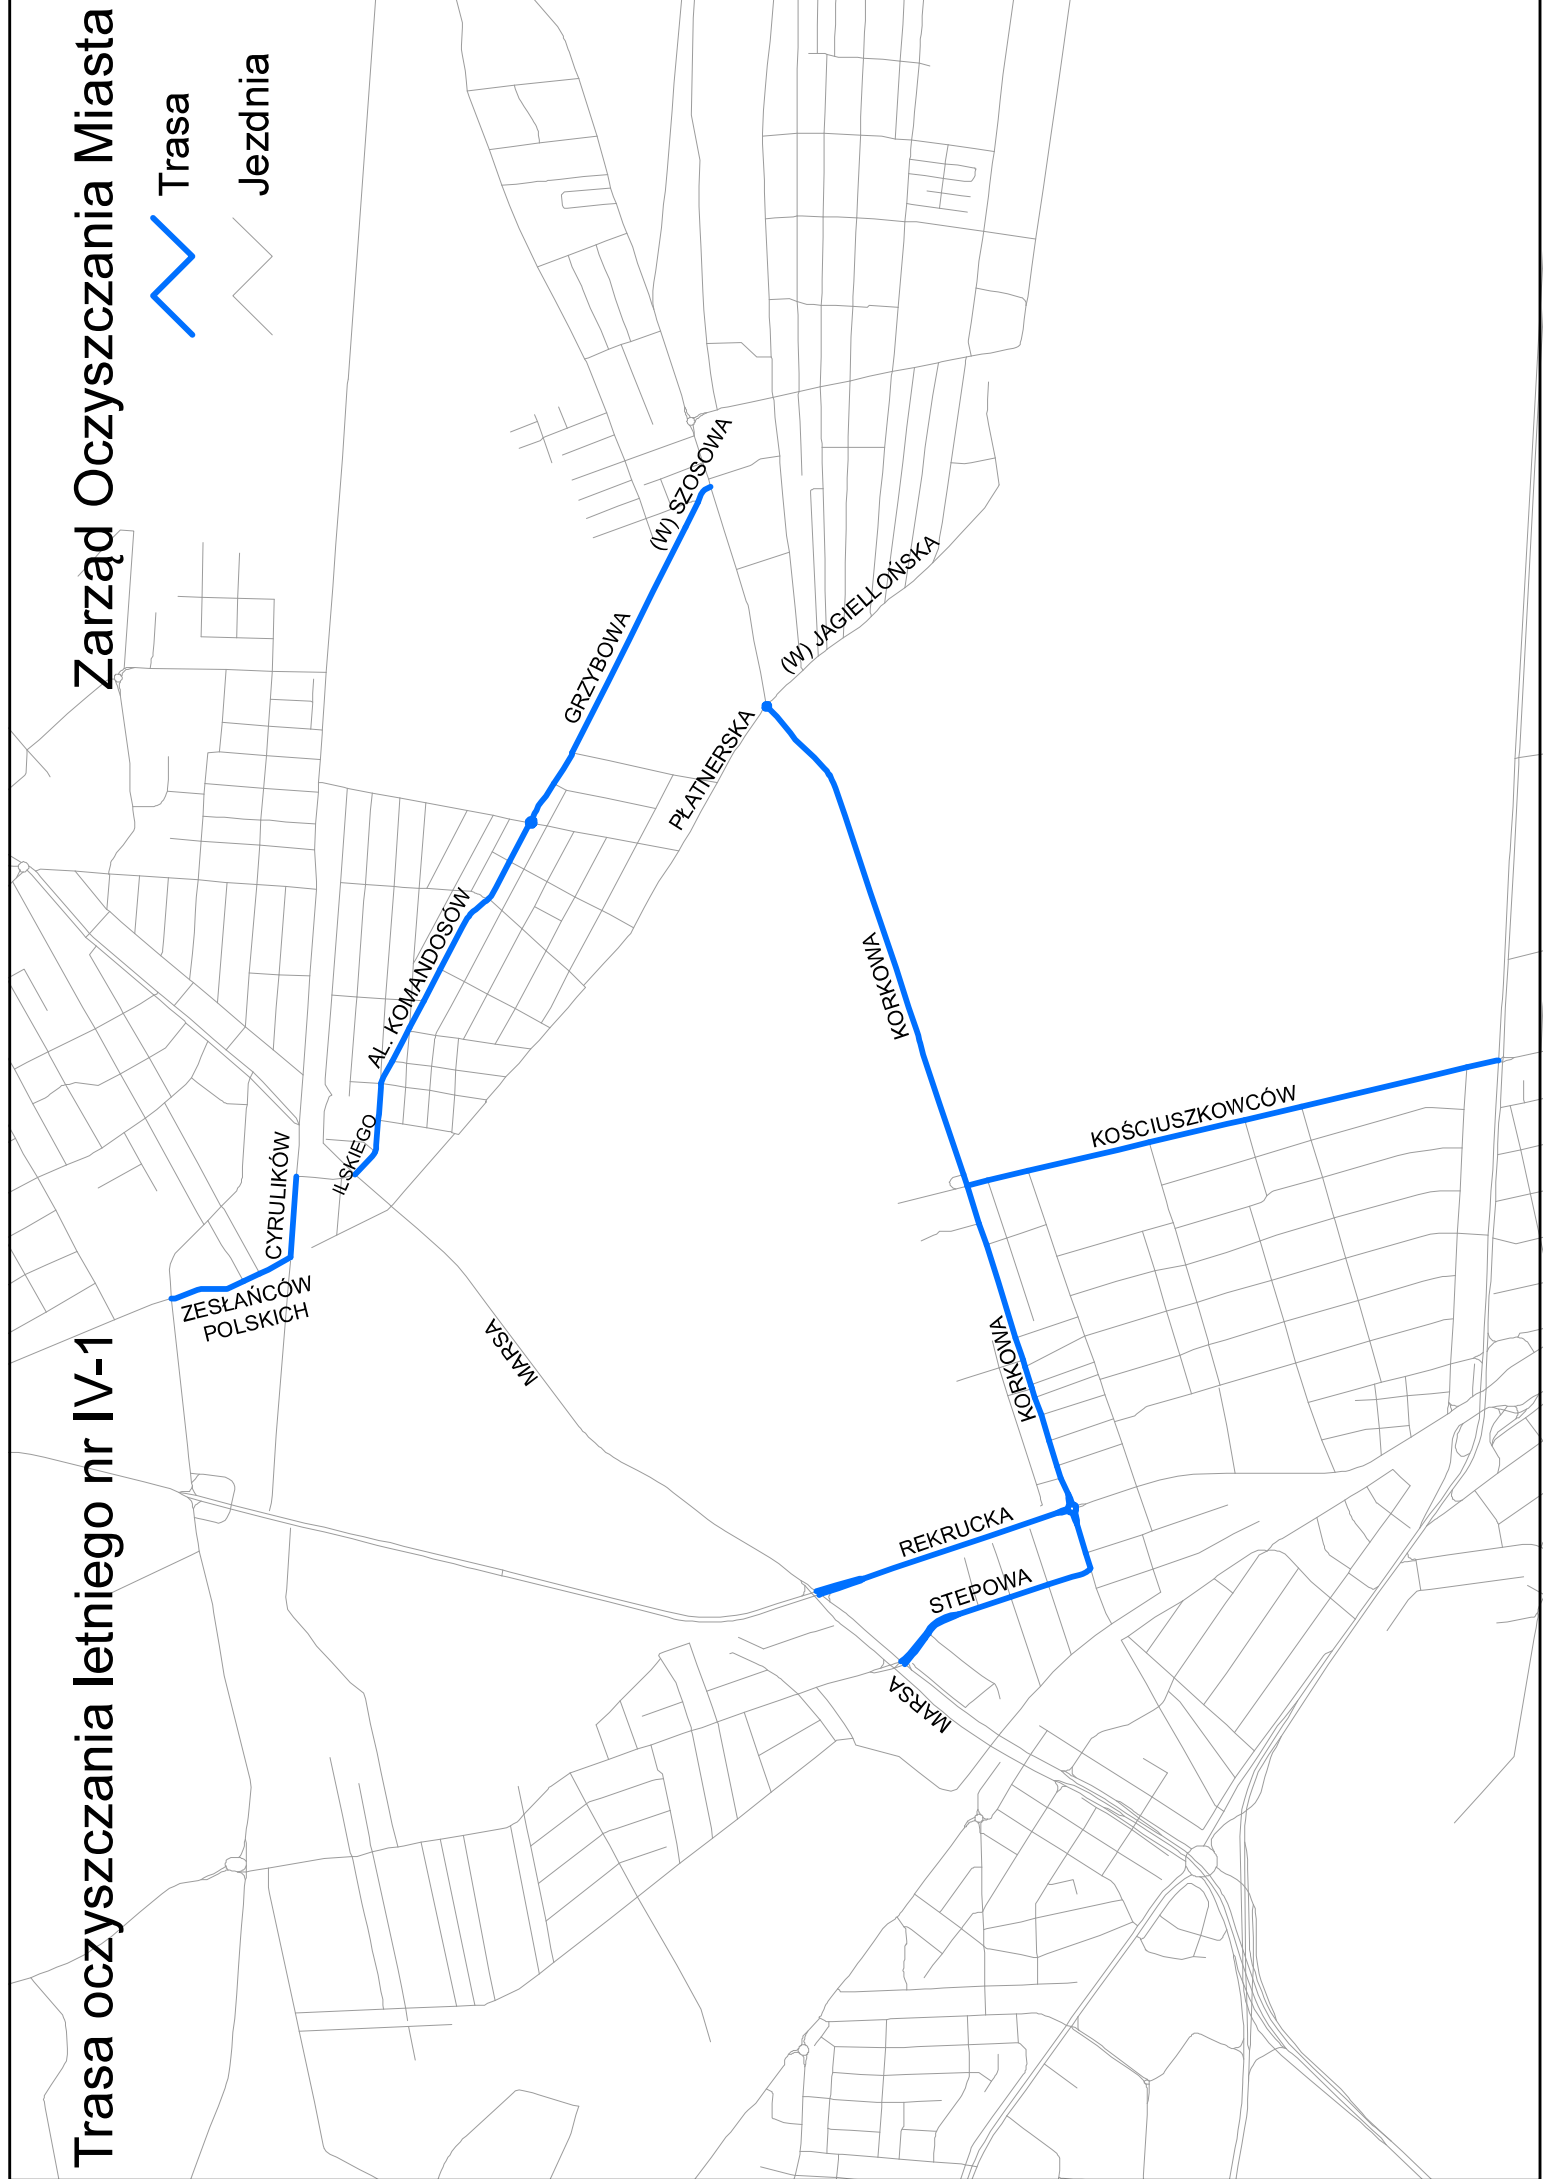 Trasa oczyszczania letniego nr IV-1
Zarząd Oczyszczania Miasta
Trasa
Jezdnia
ZESŁAŃCÓW
POLSKICH
CYRULIKÓW
ILSKIEGO
AL. KOMANDOSÓW
GRZYBOWA
(W) SZOSOWA
PŁATNERSKA
(W) JAGIELLOŃSKA
MARSA
KORKOWA
KOŚCIUSZKOWCÓW
KORKOWA
REKRUCKA
STEPOWA
MARSA